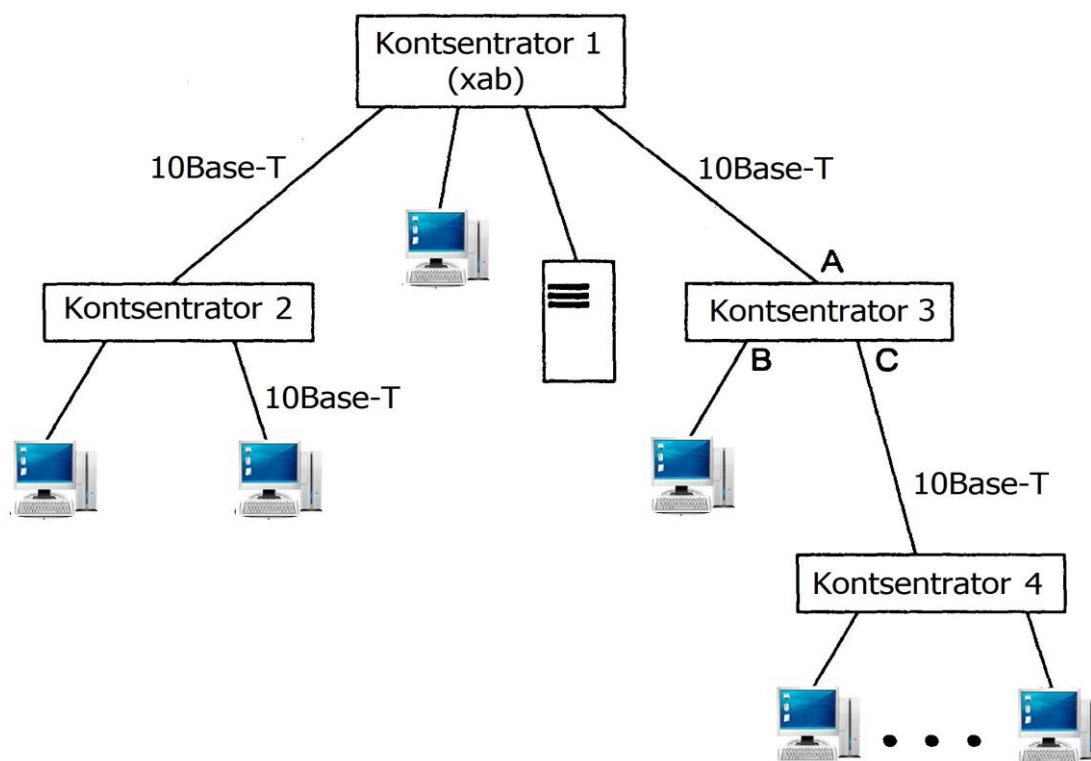 Kontsentrator 1
(xab)
10Base-T
10Base-T
A
Kontsentrator 2
Kontsentrator 3
B
C
10Base-T
10Base-T
Kontsentrator 4